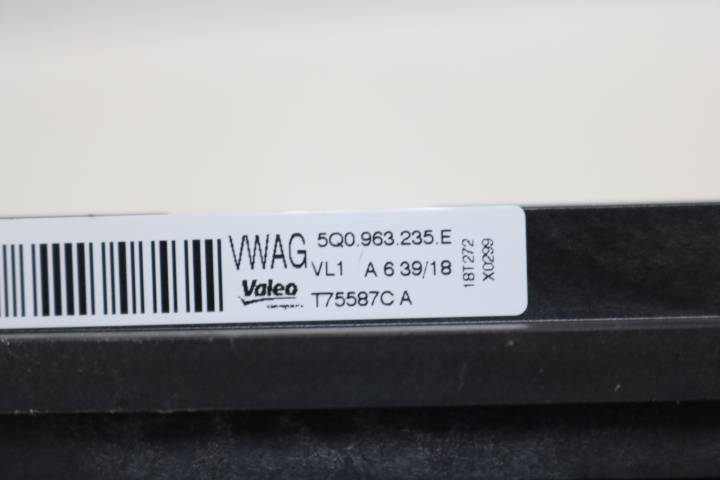 VWAG
5Q0.963.235.E
VL1 A 6 39/18
Valeo
T75587C A
18T272
X0299